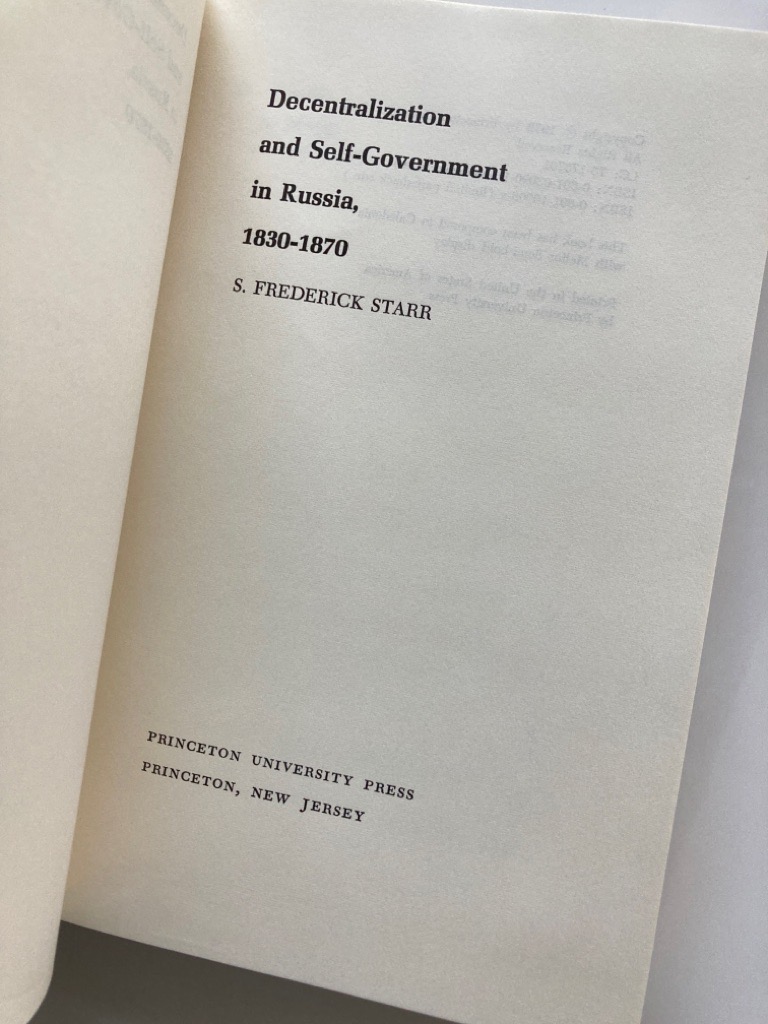 Decentralization
and Self-Government
in Russia,
1830-1870
S. FREDERICK STARR
PRINCETON UNIVERSITY PRESS
PRINCETON, NEW JERSEY